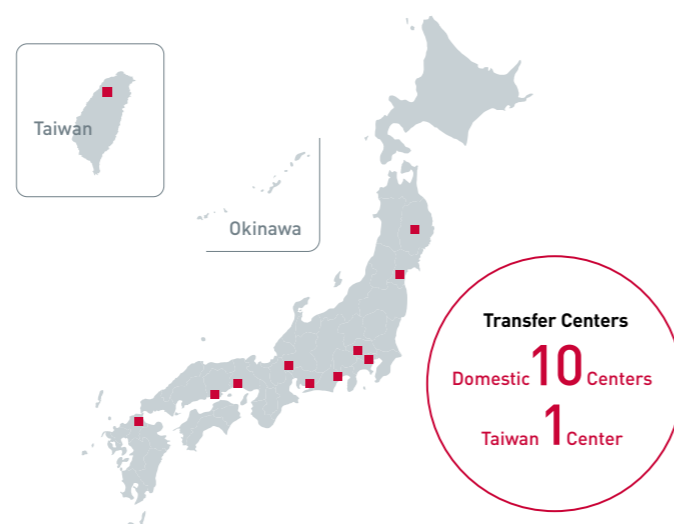 Taiwan
Okinawa
Transfer Centers
Domestic 10 Centers
Taiwan 1 Center